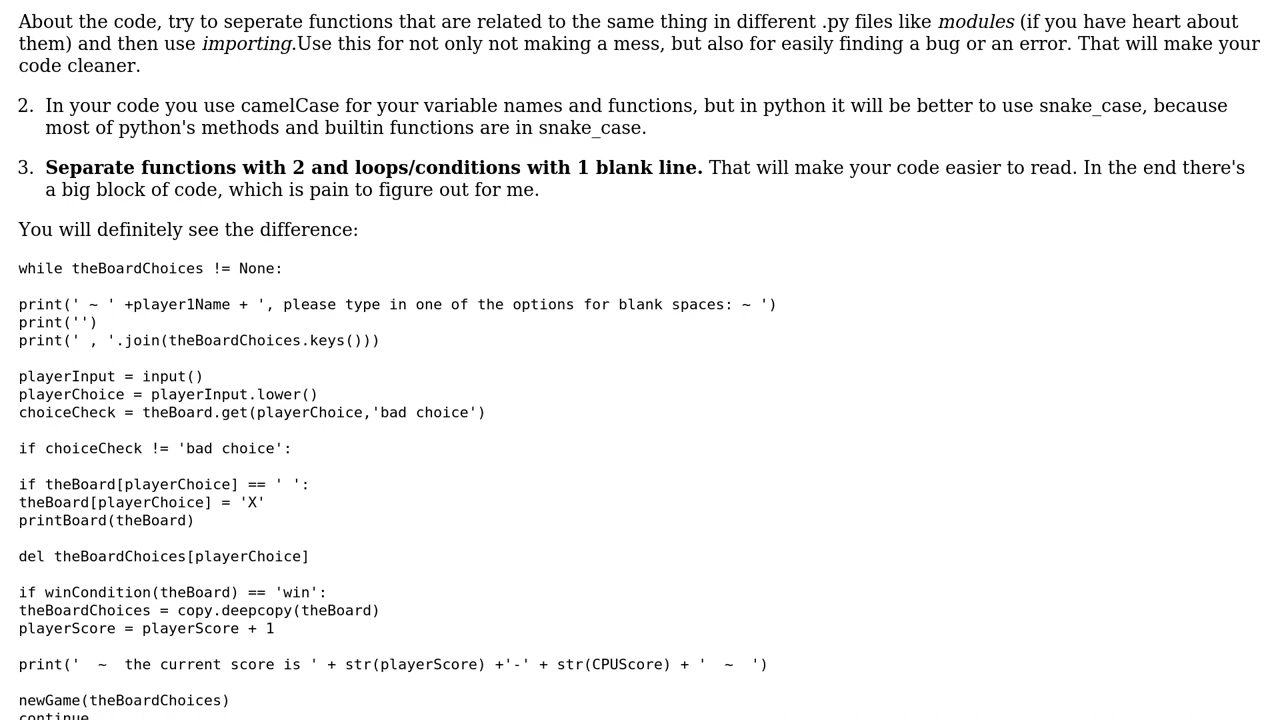 About the code, try to seperate functions that are related to the same thing in different .py files like modules (if you have heart about
them) and then use importing.Use this for not only not making a mess, but also for easily finding a bug or an error. That will make your
code cleaner.
2. In your code you use camelCase for your variable names and functions, but in python it will be better to use snake_case, because
most of python's methods and builtin functions are in snake_case.
3. Separate functions with 2 and loops/conditions with 1 blank line. That will make your code easier to read. In the end there's
a big block of code, which is pain to figure out for me.
You will definitely see the difference:
while theBoardChoices != None:
print(' ~ ' +player1Name + ', please type in one of the options for blank spaces: ~ ')
print('')
print(' , '.join(theBoardChoices.keys()))
playerInput = input()
playerChoice = playerInput.lower()
choiceCheck = theBoard.get(playerChoice,'bad choice')
if choiceCheck != 'bad choice':
if theBoard[playerChoice] == ' ':
theBoard[playerChoice] = 'X'
printBoard(theBoard)
del theBoardChoices[playerChoice]
if winCondition(theBoard) == 'win':
theBoardChoices = copy.deepcopy(theBoard)
playerScore = playerScore + 1
print('  ~  the current score is ' + str(playerScore) +'-' + str(CPUScore) + '  ~  ')
newGame(theBoardChoices)
continue